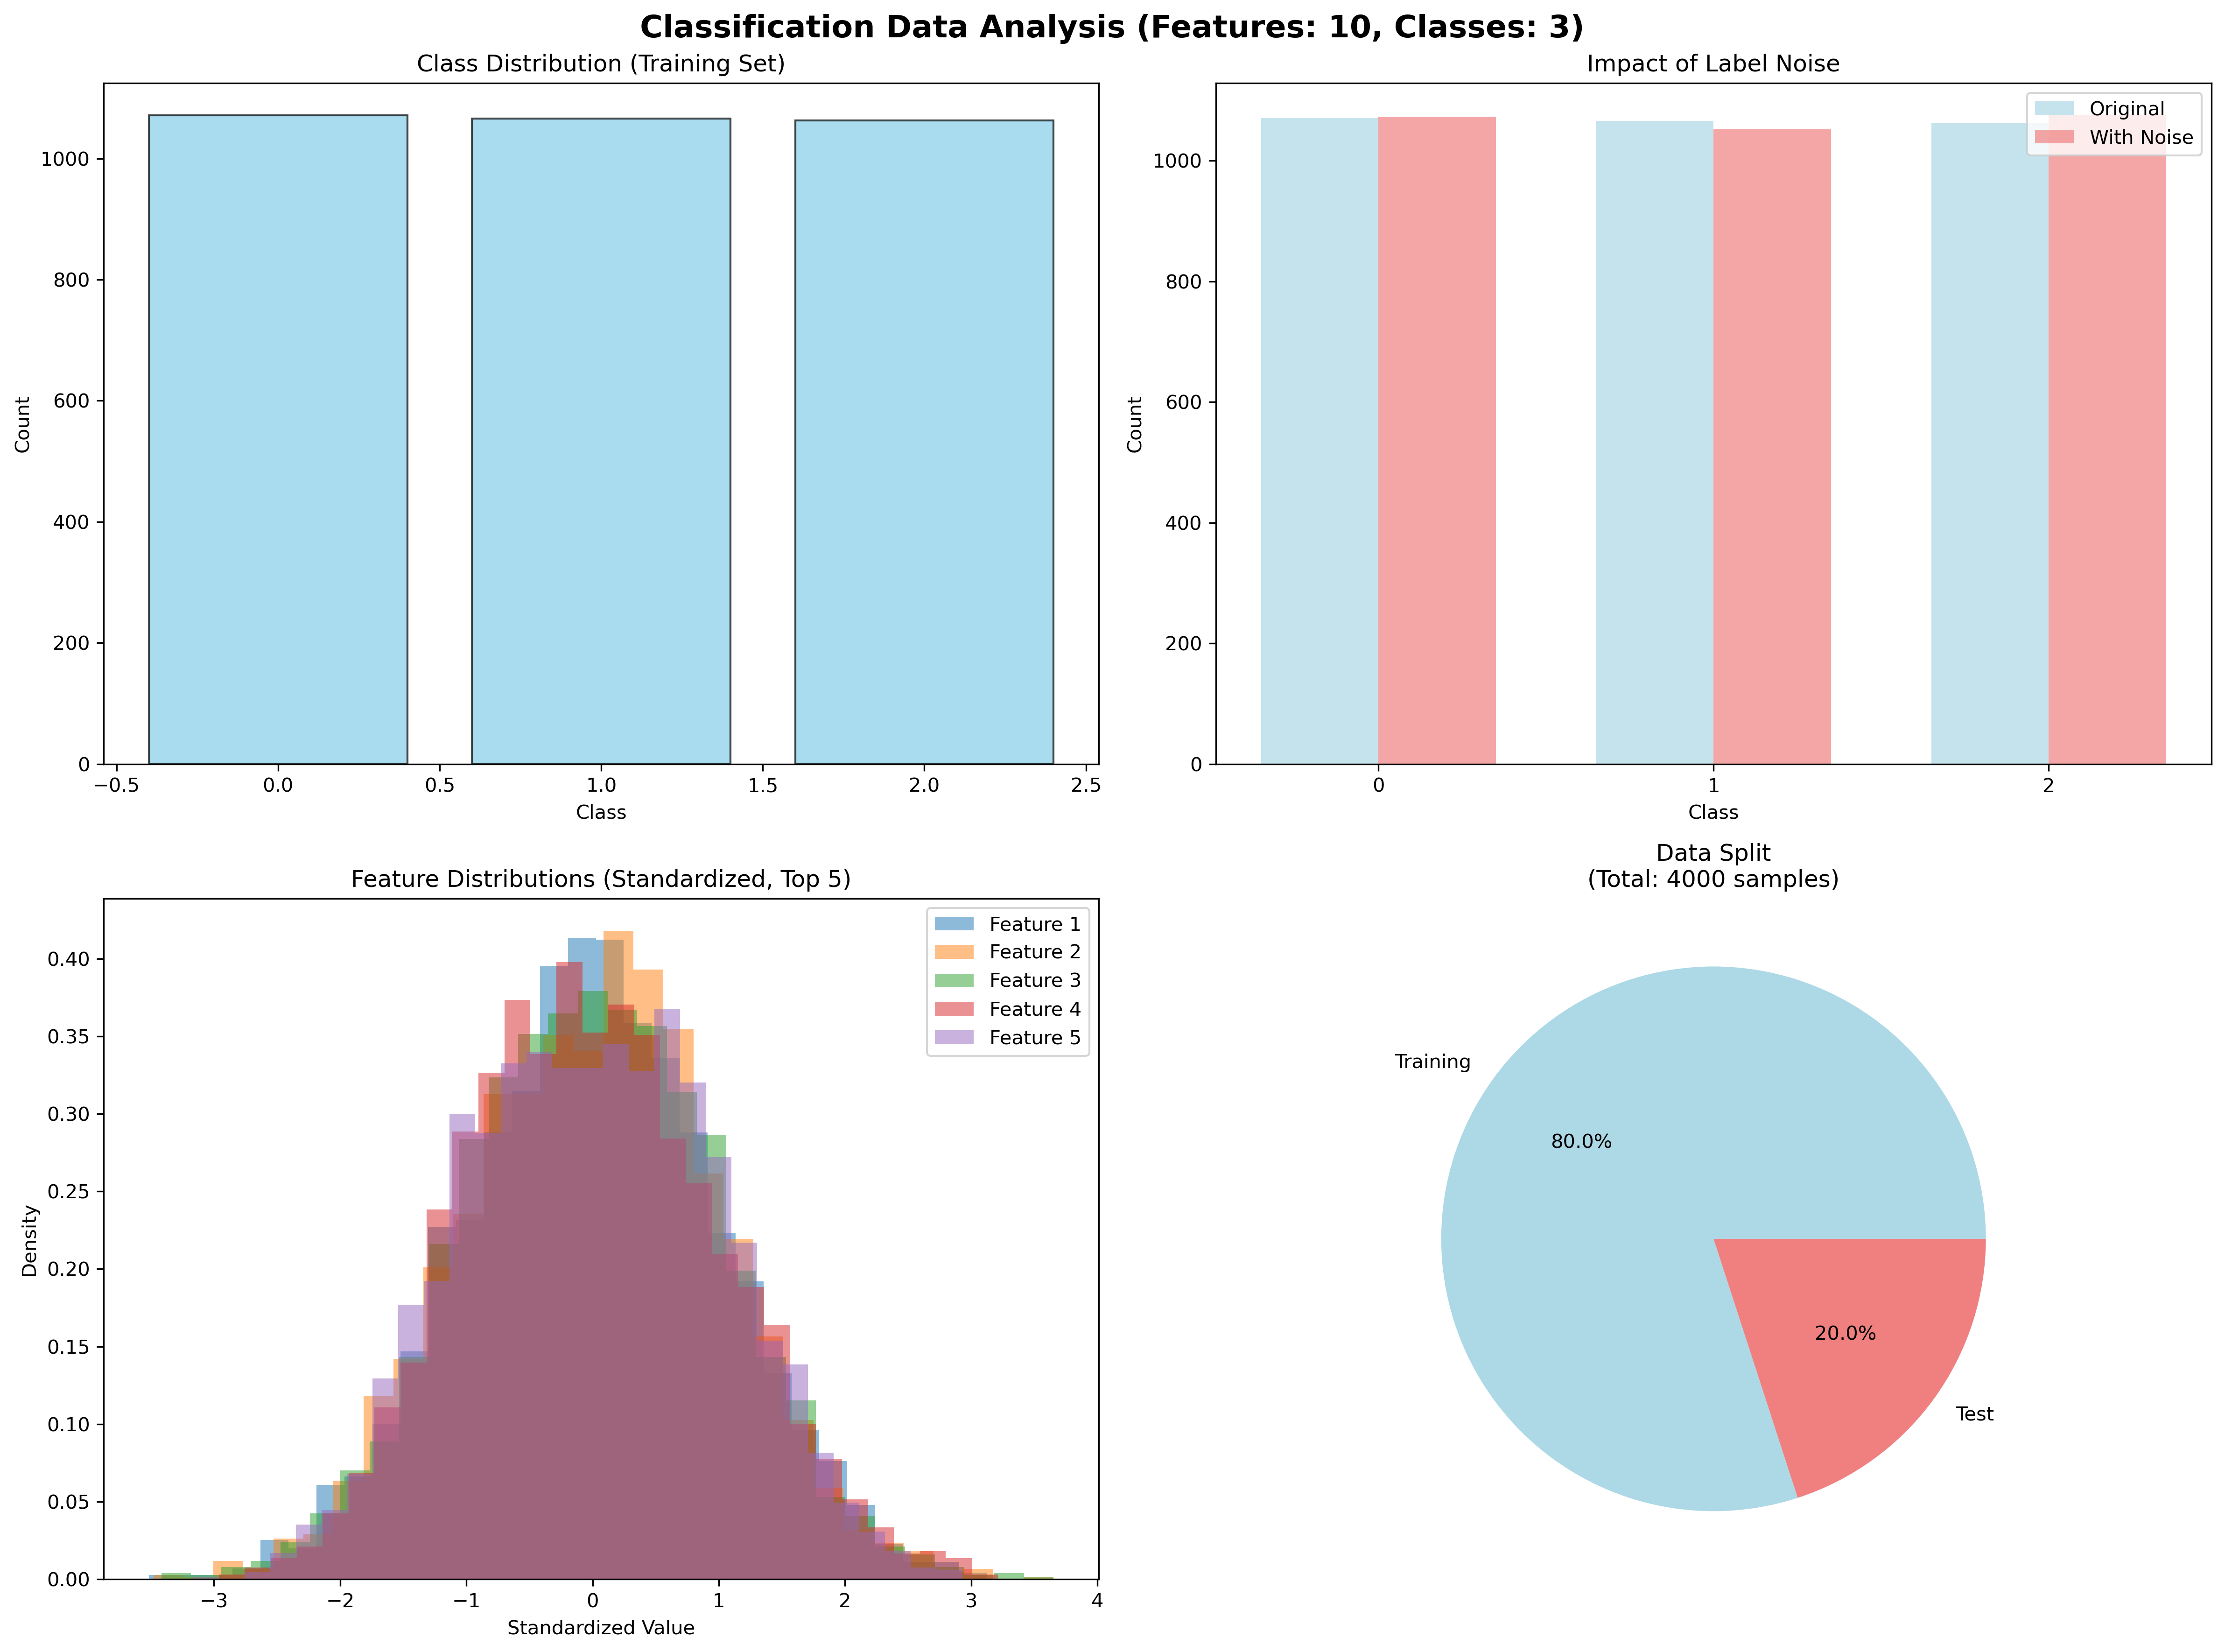 Classification Data Analysis (Features: 10, Classes: 3)
Class Distribution (Training Set)
Count
1000
800
600
400
200
0
−0.5 0.0 0.5 1.0 1.5 2.0 2.5
Class
Impact of Label Noise
Original
With Noise
Count
1000
800
600
400
200
0
0 1 2
Class
Feature Distributions (Standardized, Top 5)
Feature 1
Feature 2
Feature 3
Feature 4
Feature 5
Density
0.40
0.35
0.30
0.25
0.20
0.15
0.10
0.05
0.00
−3 −2 −1 0 1 2 3 4
Standardized Value
Data Split
(Total: 4000 samples)
Training
80.0%
20.0%
Test